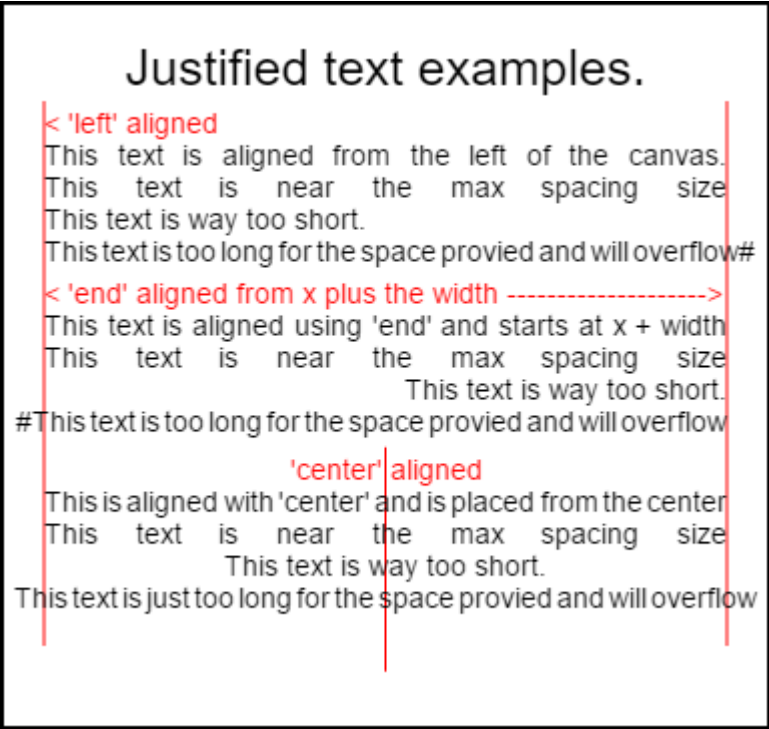 Justified text examples.
< 'left' aligned
This text is aligned from the left of the canvas.
This text is near the max spacing size
This text is way too short.
This text is too long for the space provied and will overflow#
< 'end' aligned from x plus the width -------------------->
This text is aligned using 'end' and starts at x + width
This text is near the max spacing size
This text is way too short.
#This text is too long for the space provied and will overflow
'center' aligned
This is aligned with 'center' and is placed from the center
This text is near the max spacing size
This text is way too short.
This text is just too long for the space provied and will overflow